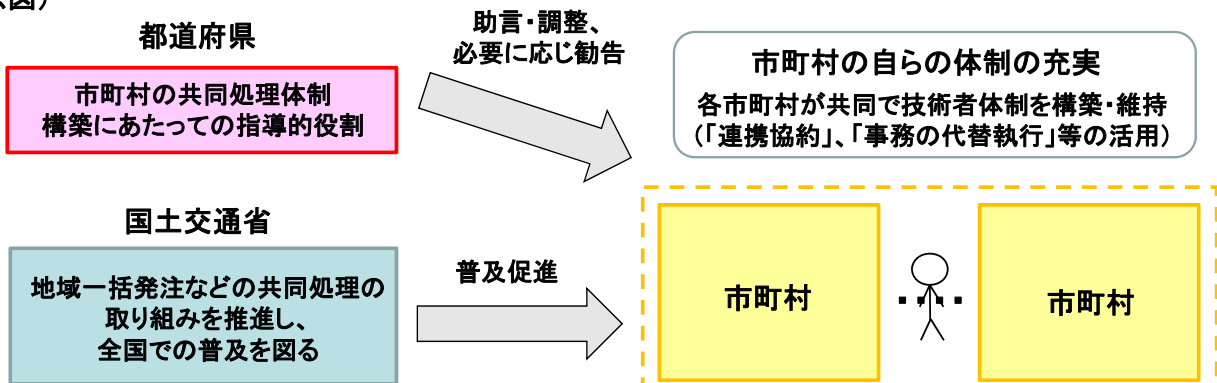 図)
都道府県
市町村の共同処理体制
構築にあたっての指導的役割
助言・調整、
必要に応じ勧告
市町村の自らの体制の充実
各市町村が共同で技術者体制を構築・維持
(「連携協約」、「事務の代替執行」等の活用)
国土交通省
地域一括発注などの共同処理の
取り組みを推進し、
全国での普及を図る
普及促進
市町村
‥‥
市町村